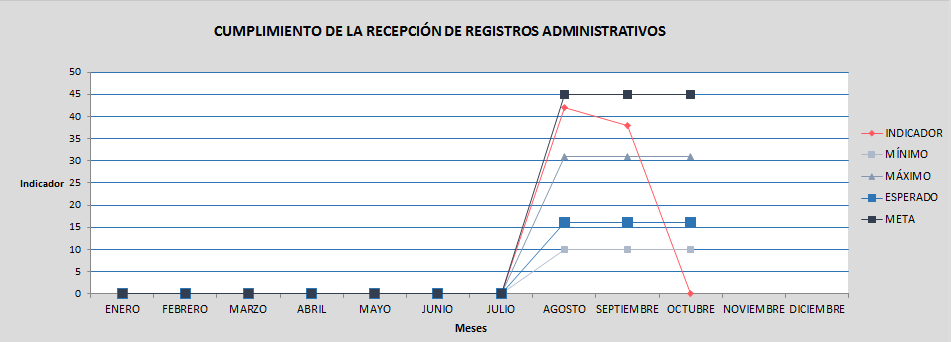 CUMPLIMIENTO DE LA RECEPCIÓN DE REGISTROS ADMINISTRATIVOS
50
45
40
35
30
25
20
15
10
5
0
Indicador
ENERO FEBRERO MARZO ABRIL MAYO JUNIO JULIO AGOSTO SEPTIEMBRE OCTUBRE NOVIEMBRE DICIEMBRE
Meses
INDICADOR
MÍNIMO
MÁXIMO
ESPERADO
META